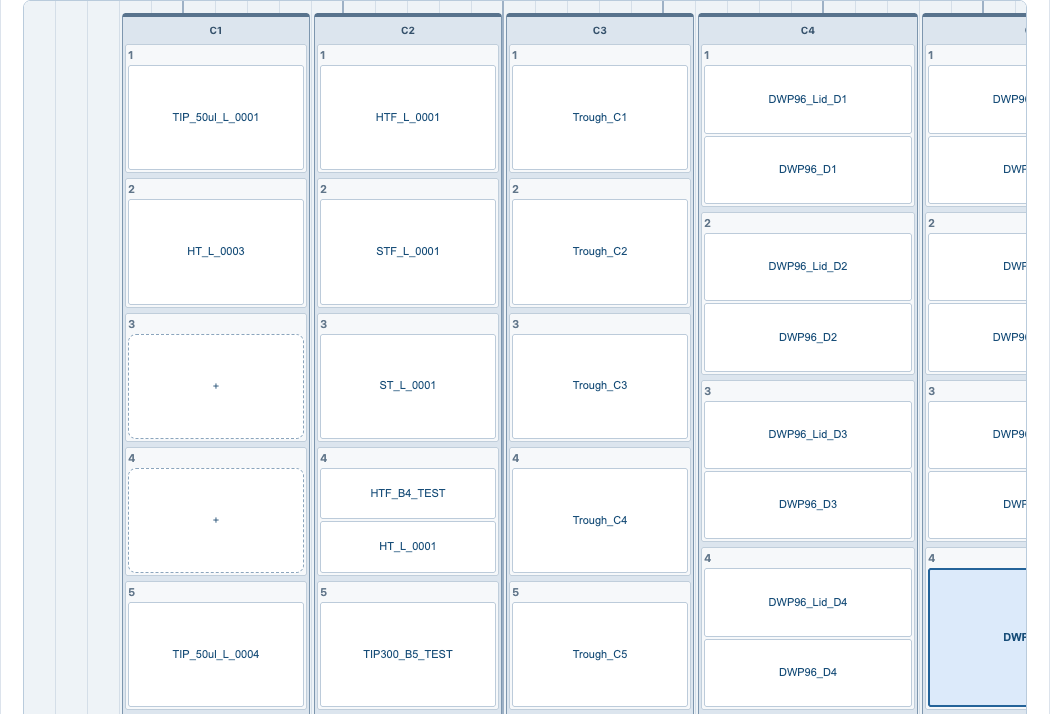 C1
1
TIP_50ul_L_0001
2
HT_L_0003
3
+
4
+
5
TIP_50ul_L_0004
C2
1
HTF_L_0001
2
STF_L_0001
3
ST_L_0001
4
HTF_B4_TEST
HT_L_0001
5
TIP300_B5_TEST
C3
1
Trough_C1
2
Trough_C2
3
Trough_C3
4
Trough_C4
5
Trough_C5
C4
1
DWP96_Lid_D1
DWP96_D1
2
DWP96_Lid_D2
DWP96_D2
3
DWP96_Lid_D3
DWP96_D3
4
DWP96_Lid_D4
DWP96_D4
1
2
3
4